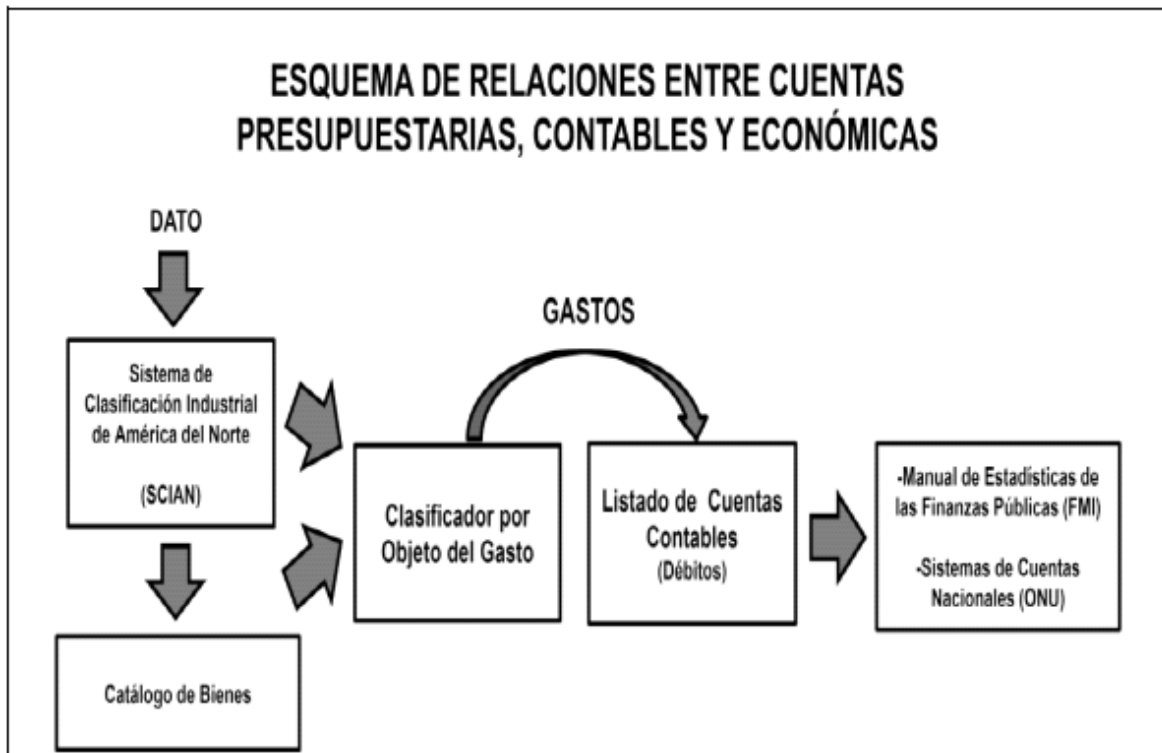 ESQUEMA DE RELACIONES ENTRE CUENTAS
PRESUPUESTARIAS, CONTABLES Y ECONÓMICAS
DATO
GASTOS
Sistema de
Clasificación Industrial
de América del Norte
(SCIAN)
Clasificador por
Objeto del Gasto
Listado de Cuentas
Contables
(Débitos)
-Manual de Estadísticas de
las Finanzas Públicas (FMI)
-Sistemas de Cuentas
Nacionales (ONU)
Catálogo de Bienes